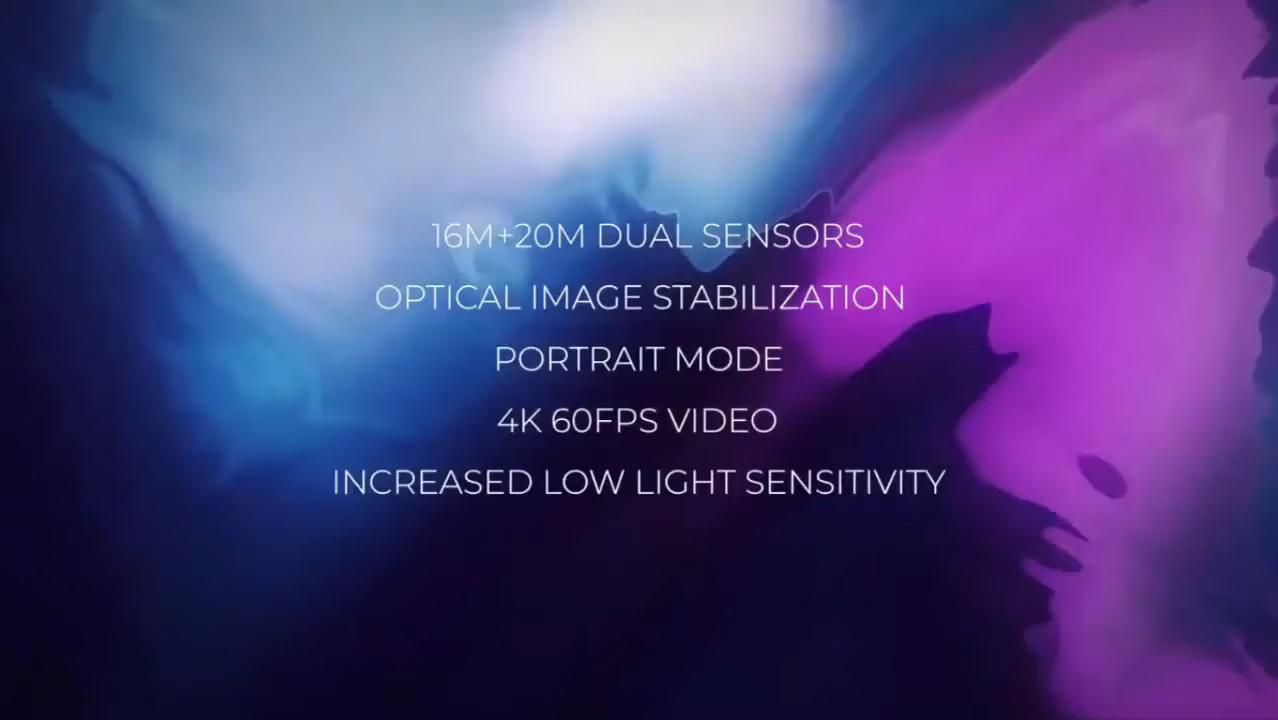 16M+20M DUAL SENSORS
OPTICAL IMAGE STABILIZATION
PORTRAIT MODE
4K 60FPS VIDEO
INCREASED LOW LIGHT SENSITIVITY